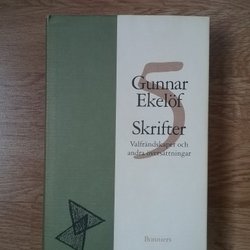 5
Gunnar
Ekelöf
Skrifter
Valfrändskaper och
andra översättningar
Bonniers